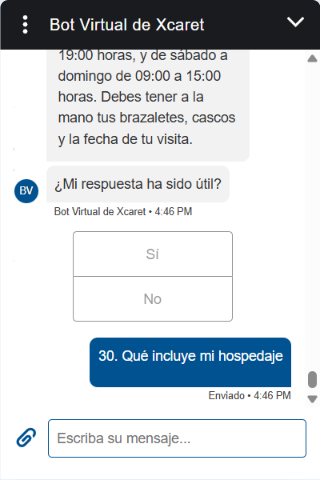 Bot Virtual de Xcaret
19:00 horas, y de sábado a
domingo de 09:00 a 15:00
horas. Debes tener a la
mano tus brazaletes, cascos
y la fecha de tu visita.
¿Mi respuesta ha sido útil?
BV
Bot Virtual de Xcaret • 4:46 PM
Sí
No
30. Qué incluye mi hospedaje
Enviado • 4:46 PM
Escriba su mensaje...